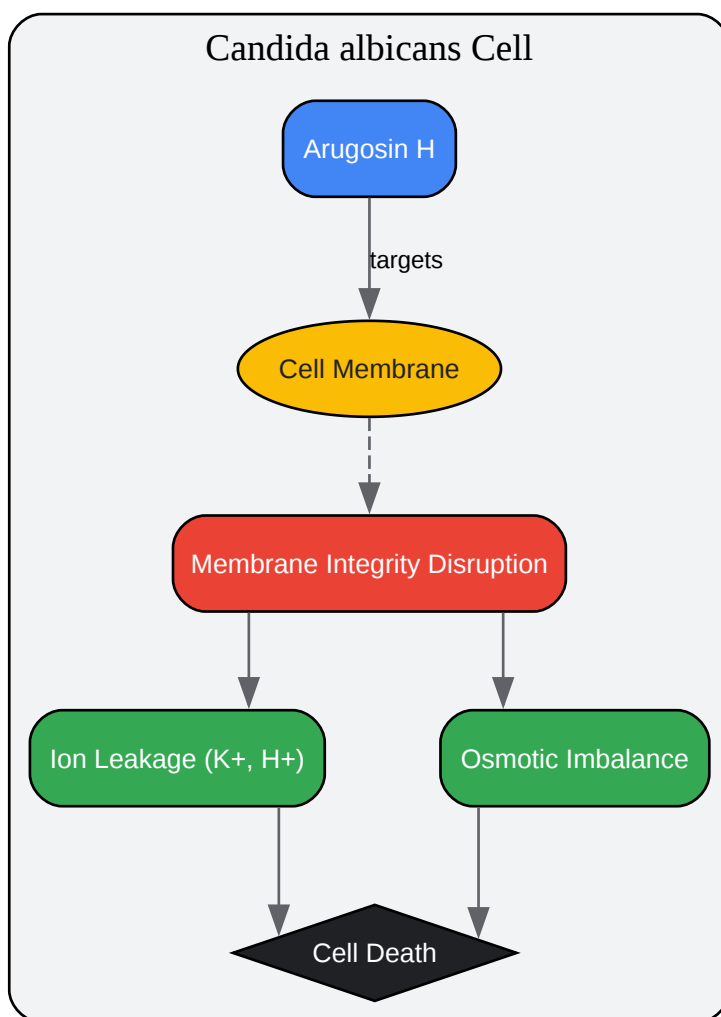 Candida albicans Cell
Arugosin H
targets
Cell Membrane
Membrane Integrity Disruption
Ion Leakage (K+, H+)
Osmotic Imbalance
Cell Death